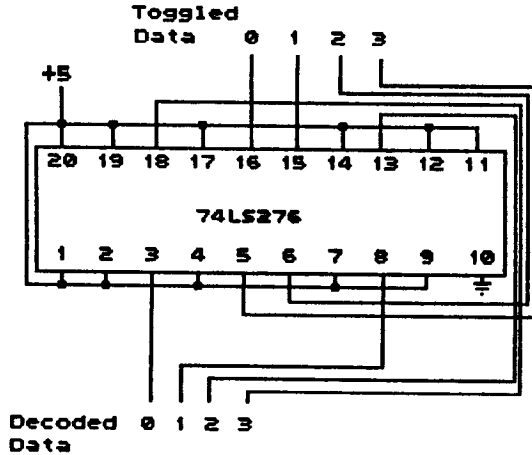 Toggled
Data 0 1 2 3
+5
20 19 18 17 16 15 14 13 12 11
74LS276
1 2 3 4 5 6 7 8 9 10
Decoded 0 1 2 3
Data